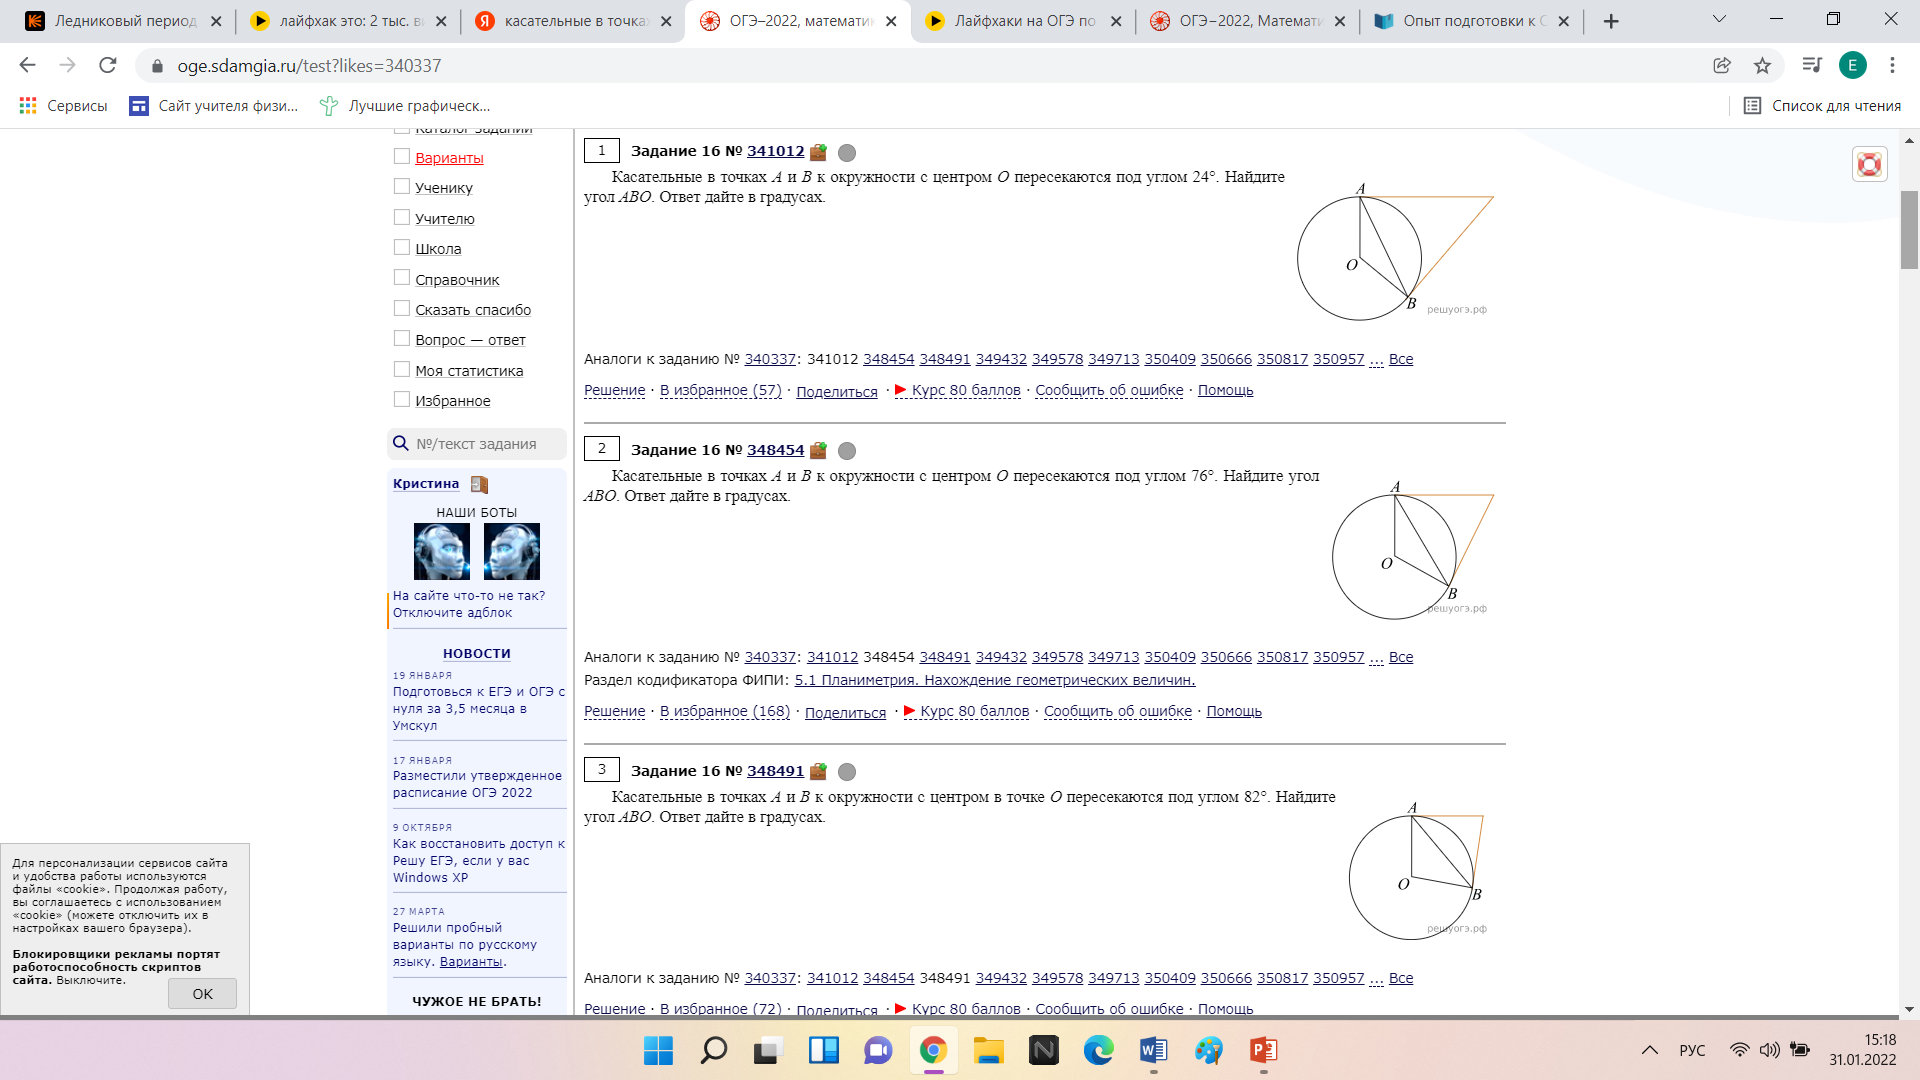 Ледниковый период
лайфхак это: 2 тыс. в
касательные в точках
ОГЭ–2022, математи
Лайфхаки на ОГЭ по
ОГЭ–2022, Математи
Опыт подготовки к
oge.sdamgia.ru/test?likes=340337
E
Сервисы
Сайт учителя физи...
Лучшие графическ...
Список для чтения
Каталог заданий
Варианты
Ученику
Учителю
Школа
Справочник
Сказать спасибо
Вопрос — ответ
Моя статистика
Избранное
№/текст задания
Кристина
НАШИ БОТЫ
На сайте что-то не так?
Отключите адблок
НОВОСТИ
19 ЯНВАРЯ
Подготовься к ЕГЭ и ОГЭ с
нуля за 3,5 месяца в
Умскул
17 ЯНВАРЯ
Разместили утвержденное
расписание ОГЭ 2022
9 ОКТЯБРЯ
Как восстановить доступ к
Решу ЕГЭ, если у вас
Windows XP
27 МАРТА
Решили пробный
варианты по русскому
языку. Варианты.
ЧУЖОЕ НЕ БРАТЬ!
1 Задание 16 № 341012
Касательные в точках A и B к окружности с центром O пересекаются под углом 24°. Найдите
угол ABO. Ответ дайте в градусах.
A
O
B
решуогэ.рф
Аналоги к заданию № 340337: 341012 348454 348491 349432 349578 349713 350409 350666 350817 350957 ... Все
Решение · В избранное (57) · Поделиться · Курс 80 баллов · Сообщить об ошибке · Помощь
2 Задание 16 № 348454
Касательные в точках A и B к окружности с центром O пересекаются под углом 76°. Найдите угол
ABO. Ответ дайте в градусах.
A
O
B
решуогэ.рф
Аналоги к заданию № 340337: 341012 348454 348491 349432 349578 349713 350409 350666 350817 350957 ... Все
Раздел кодификатора ФИПИ: 5.1 Планиметрия. Нахождение геометрических величин.
Решение · В избранное (168) · Поделиться · Курс 80 баллов · Сообщить об ошибке · Помощь
3 Задание 16 № 348491
Касательные в точках A и B к окружности с центром в точке O пересекаются под углом 82°. Найдите
угол ABO. Ответ дайте в градусах.
A
O
B
решуогэ.рф
Аналоги к заданию № 340337: 341012 348454 348491 349432 349578 349713 350409 350666 350817 350957 ... Все
Решение · В избранное (72) · Поделиться · Курс 80 баллов · Сообщить об ошибке · Помощь
Для персонализации сервисов сайта
и удобства работы используются
файлы «cookie». Продолжая работу,
вы соглашаетесь с использованием
«cookie» (можете отключить их в
настройках вашего браузера).
Блокировщики рекламы портят
работоспособность скриптов
сайта. Выключите.
OK
РУС
15:18
31.01.2022